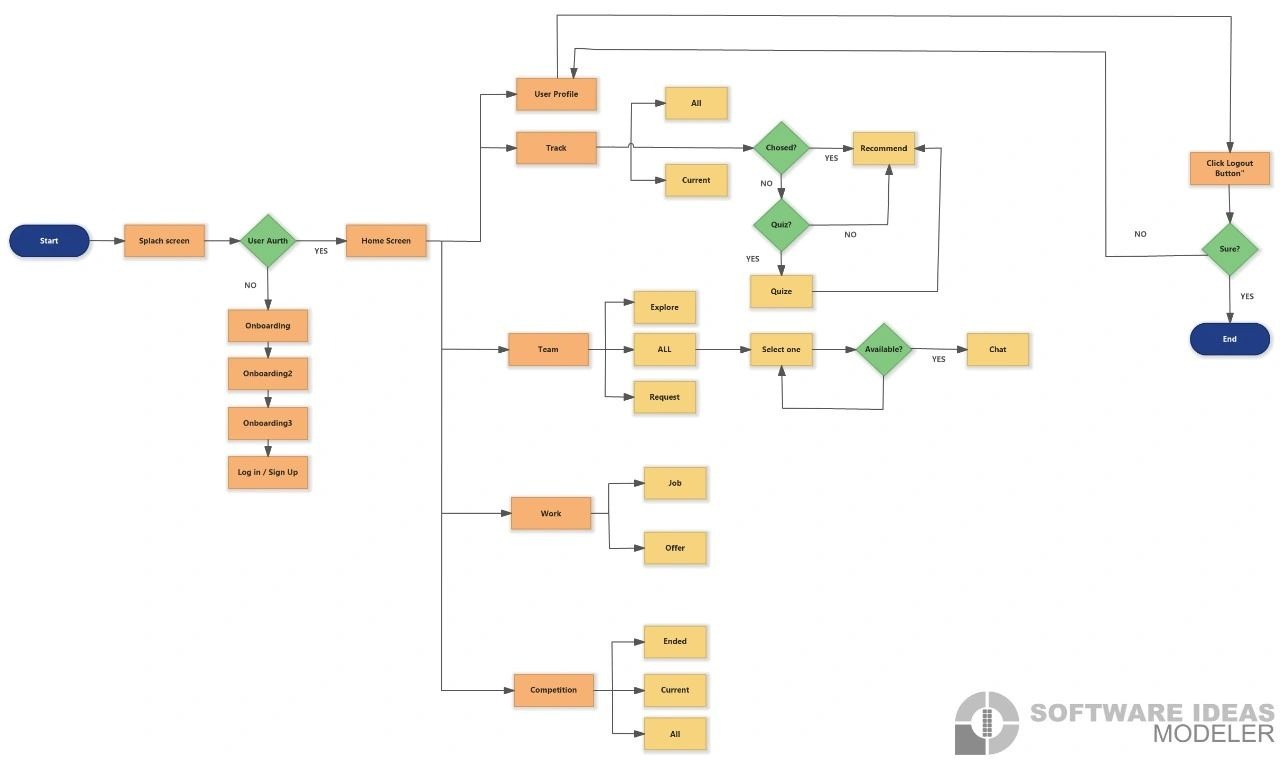 User Profile
All
Track
Chosed?
YES
Recommend
NO
Current
Quiz?
NO
YES
Quize
Click Logout
Button"
NO
Sure?
YES
End
Start
Splach screen
User Aurth
YES
Home Screen
NO
Onboarding
Onboarding2
Onboarding3
Log in / Sign Up
Explore
Team
ALL
Select one
Available?
YES
Chat
Request
Job
Work
Offer
Ended
Competition
Current
All
SOFTWARE IDEAS
MODELER